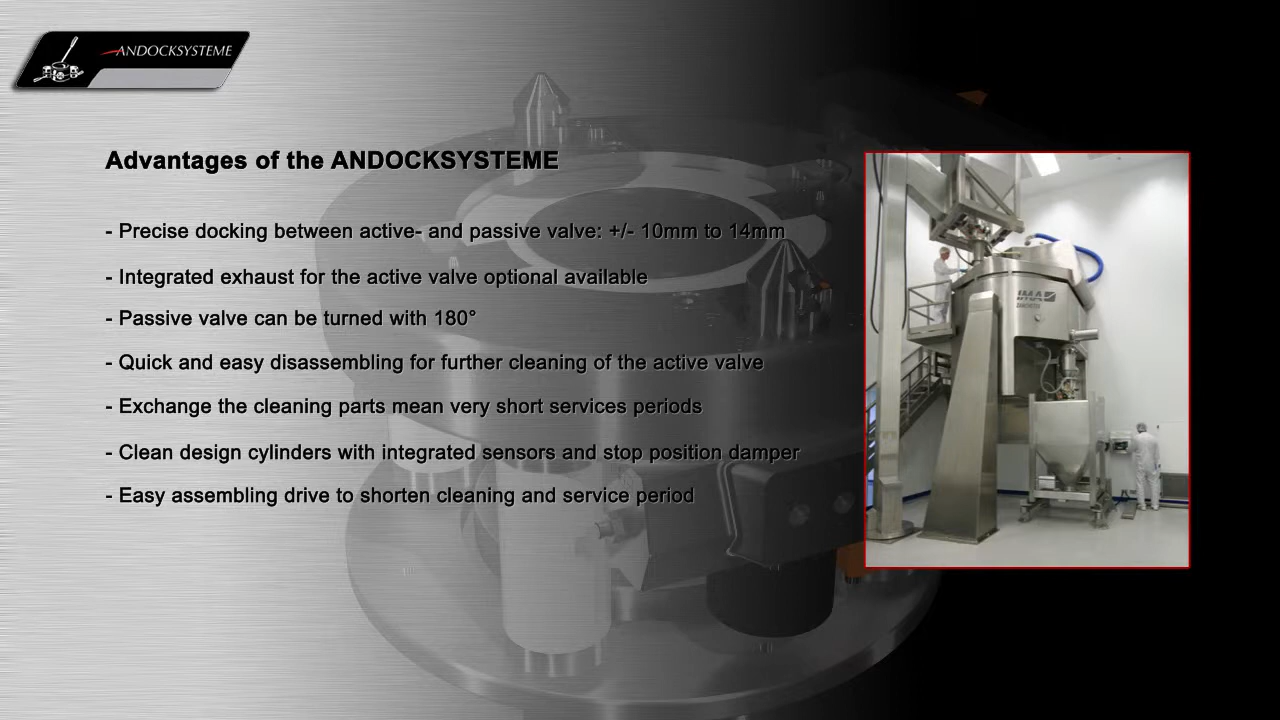 ANDOCKSYSTEME
Advantages of the ANDOCKSYSTEME
- Precise docking between active- and passive valve: +/- 10mm to 14mm
- Integrated exhaust for the active valve optional available
- Passive valve can be turned with 180°
- Quick and easy disassembling for further cleaning of the active valve
- Exchange the cleaning parts mean very short services periods
- Clean design cylinders with integrated sensors and stop position damper
- Easy assembling drive to shorten cleaning and service period
IMA